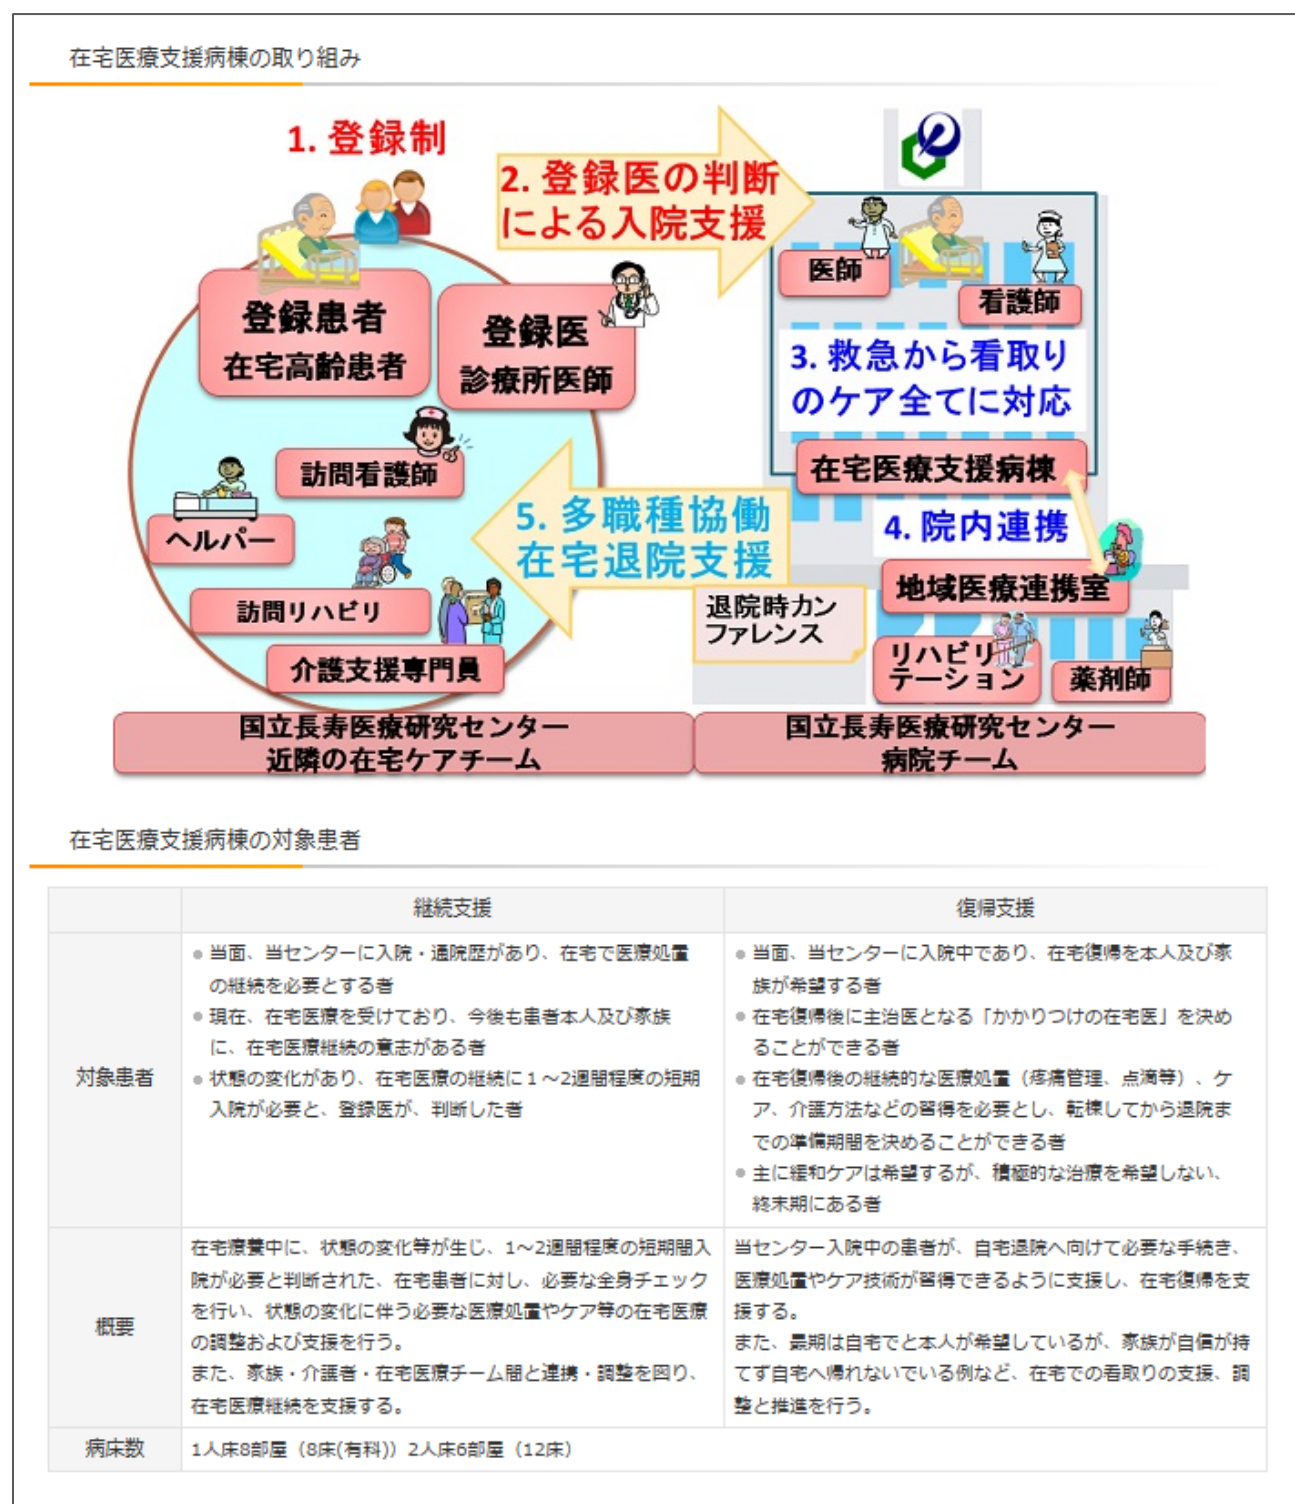 在宅医療支援病棟の取り組み
1. 登録制
2. 登録医の判断
による入院支援
医師
看護師
登録患者
在宅高齢患者
登録医
診療所医師
3. 救急から看取り
のケア全てに対応
訪問看護師
在宅医療支援病棟
ヘルパー
5. 多職種協働
在宅退院支援
4. 院内連携
地域医療連携室
訪問リハビリ
退院時カン
ファレンス
介護支援専門員
リハビリ
テーション
薬剤師
国立長寿医療研究センター
近隣の在宅ケアチーム
国立長寿医療研究センター
病院チーム
在宅医療支援病棟の対象患者
継続支援
復帰支援
対象患者
当面、当センターに入院・通院歴があり、在宅で医療処置
の継続を必要とする者
現在、在宅医療を受けており、今後も患者本人及び家族
に、在宅医療継続の意志がある者
状態の変化があり、在宅医療の継続に１～2週間程度の短期
入院が必要と、登録医が、判断した者
当面、当センターに入院中であり、在宅復帰を本人及び家
族が希望する者
在宅復帰後に主治医となる「かかりつけの在宅医」を決め
ることができる者
在宅復帰後の継続的な医療処置（疼痛管理、点滴等）、ケ
ア、介護方法などの習得を必要とし、転棟してから退院ま
での準備期間を決めることができる者
主に緩和ケアは希望するが、積極的な治療を希望しない、
終末期にある者
概要
在宅療養中に、状態の変化等が生じ、1～2週間程度の短期間入
院が必要と判断された、在宅患者に対し、必要な全身チェック
を行い、状態の変化に伴う必要な医療処置やケア等の在宅医療
の調整および支援を行う。
また、家族・介護者・在宅医療チーム間と連携・調整を図り、
在宅医療継続を支援する。
当センター入院中の患者が、自宅退院へ向けて必要な手続き、
医療処置やケア技術が習得できるように支援し、在宅復帰を支
援する。
また、最期は自宅でと本人が希望しているが、家族が自信が持
てず自宅へ帰れないでいる例など、在宅での看取りの支援、調
整と推進を行う。
病床数
1人床8部屋（8床(有料)）2人床6部屋（12床）